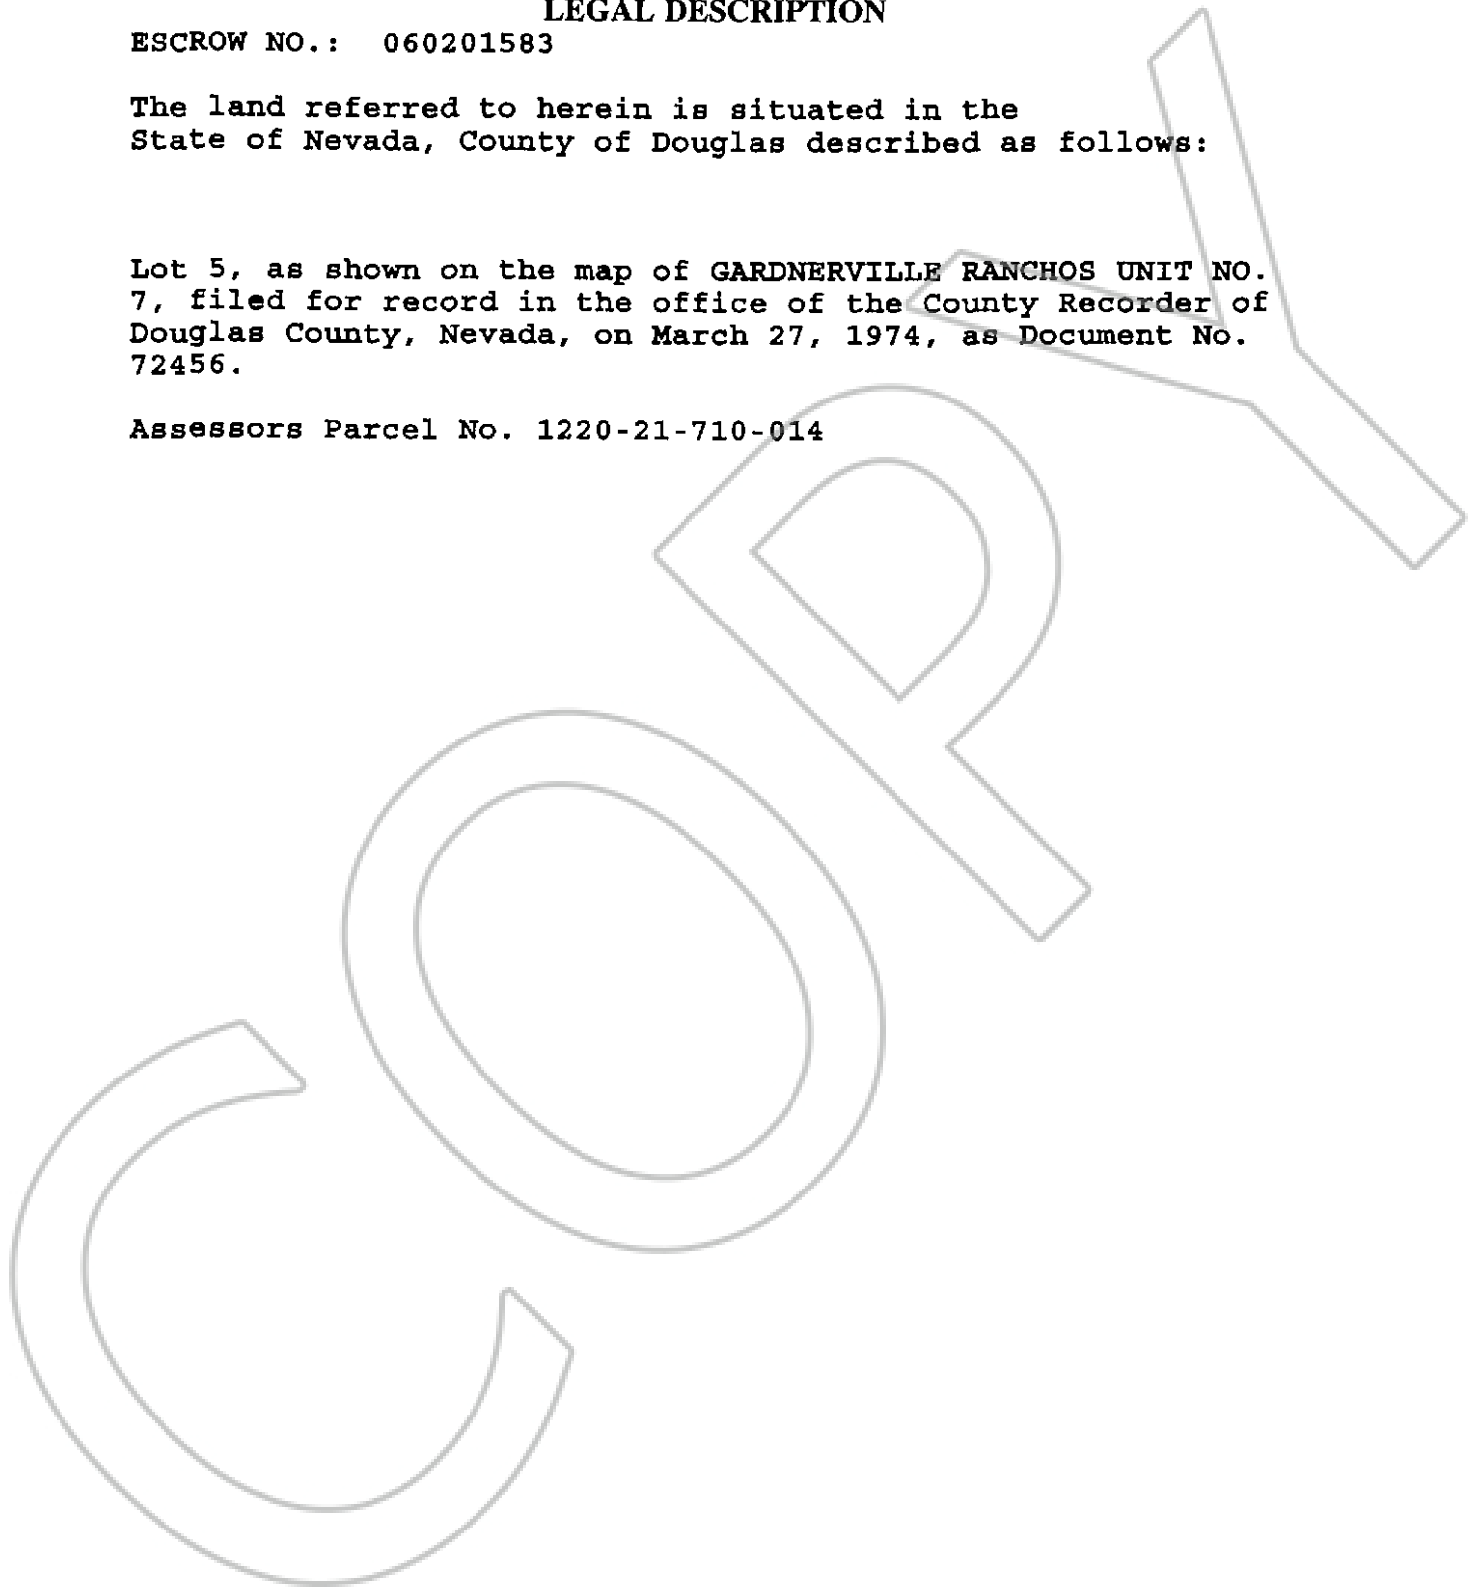 LEGAL DESCRIPTION
ESCROW NO.: 060201583
The land referred to herein is situated in the
State of Nevada, County of Douglas described as follows:
Lot 5, as shown on the map of GARDNERVILLE RANCHOS UNIT NO.
7, filed for record in the office of the County Recorder of
Douglas County, Nevada, on March 27, 1974, as Document No.
72456.
Assessors Parcel No. 1220-21-710-014
COPY